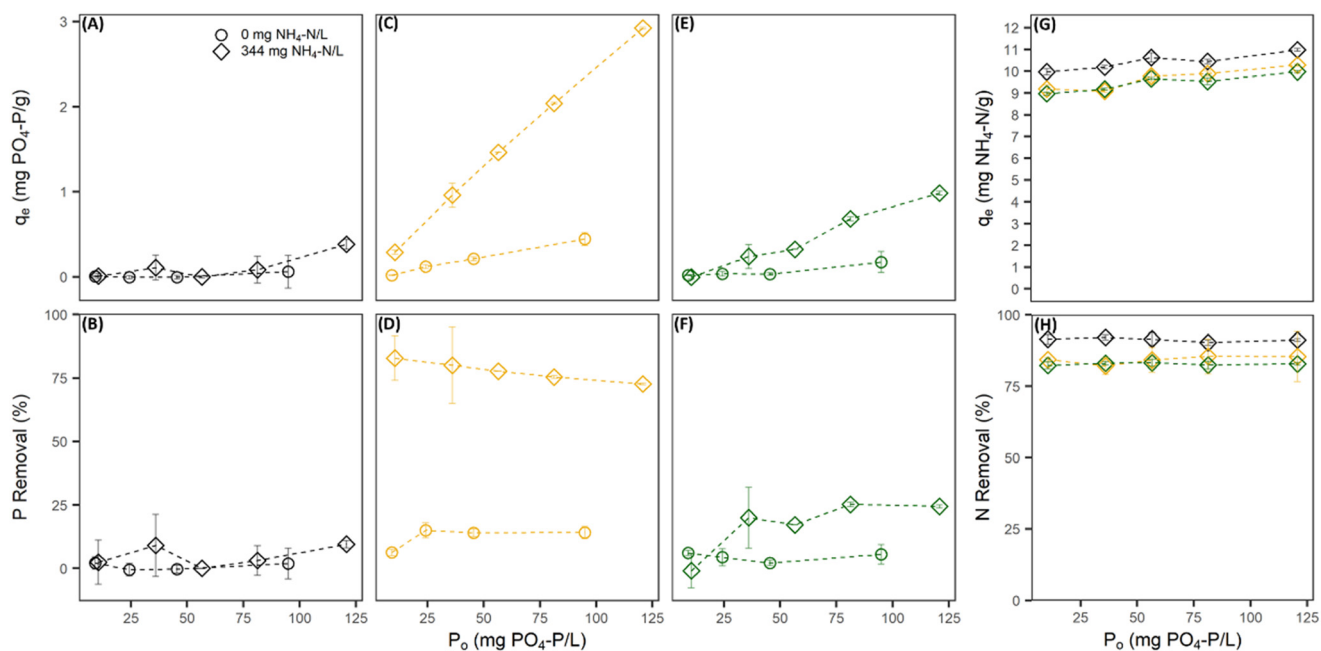 (A)
0 mg NH₄-N/L
344 mg NH₄-N/L
(C)
(E)
(G)
qₑ (mg PO₄-P/g)
3
2
1
0
qₑ (mg NH₄-N/g)
12
11
10
9
8
7
6
5
4
3
2
1
0
(B)
(D)
(F)
(H)
P Removal (%)
100
75
50
25
0
N Removal (%)
100
75
50
25
0
25 50 75 100 125
25 50 75 100 125
25 50 75 100 125
25 50 75 100 125
Pₒ (mg PO₄-P/L)
Pₒ (mg PO₄-P/L)